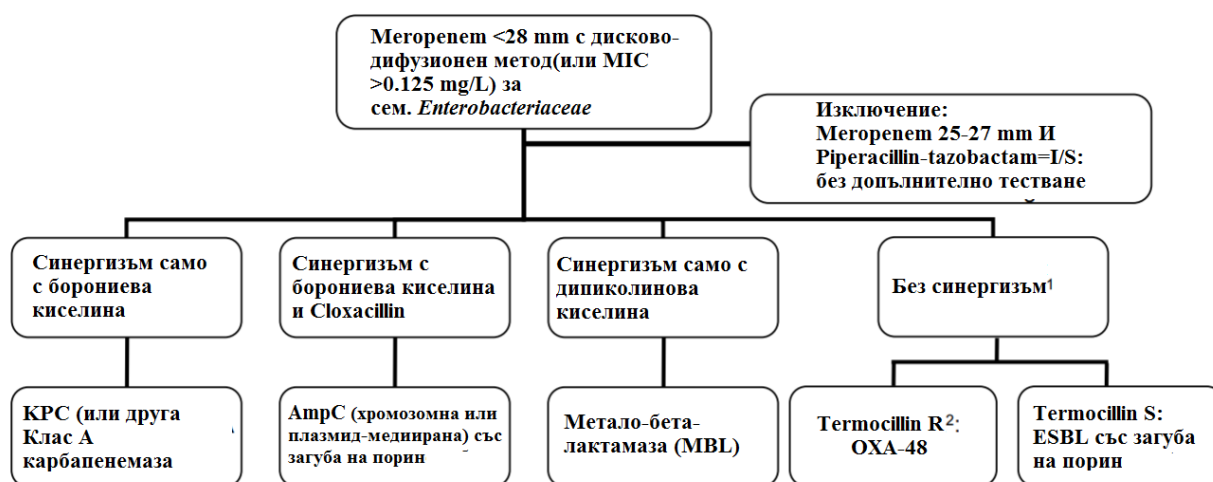 Meropenem <28 mm с дисково-
дифузионен метод(или MIC
>0.125 mg/L) за
сем. Enterobacteriaceae
Изключение:
Meropenem 25-27 mm И
Piperacillin-tazobactam=I/S:
без допълнително тестване
Синергизъм само
с борониева
киселина
Синергизъм с
борониева киселина
и Cloxacillin
Синергизъм само с
дипиколинова
киселина
Без синергизъм¹
KPC (или друга
Клас А
карбапенемаза
AmpC (хромозомна или
плазмид-медиирана) със
загуба на порин
Метало-бета-
лактамаза (MBL)
Termocillin R²:
OXA-48
Termocillin S:
ESBL със загуба
на порин